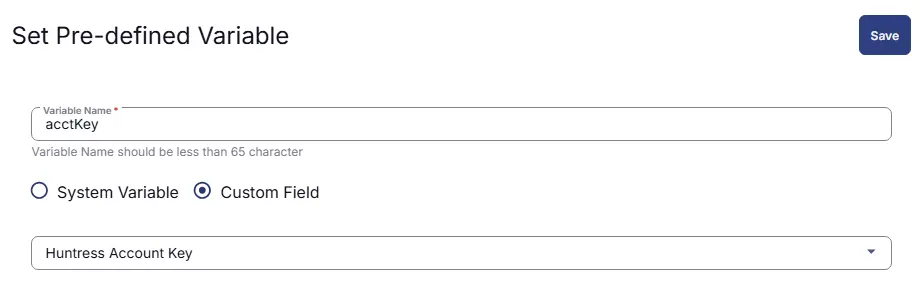 Set Pre-defined Variable
Save
Variable Name *
acctKey
Variable Name should be less than 65 character
System Variable Custom Field
Huntress Account Key